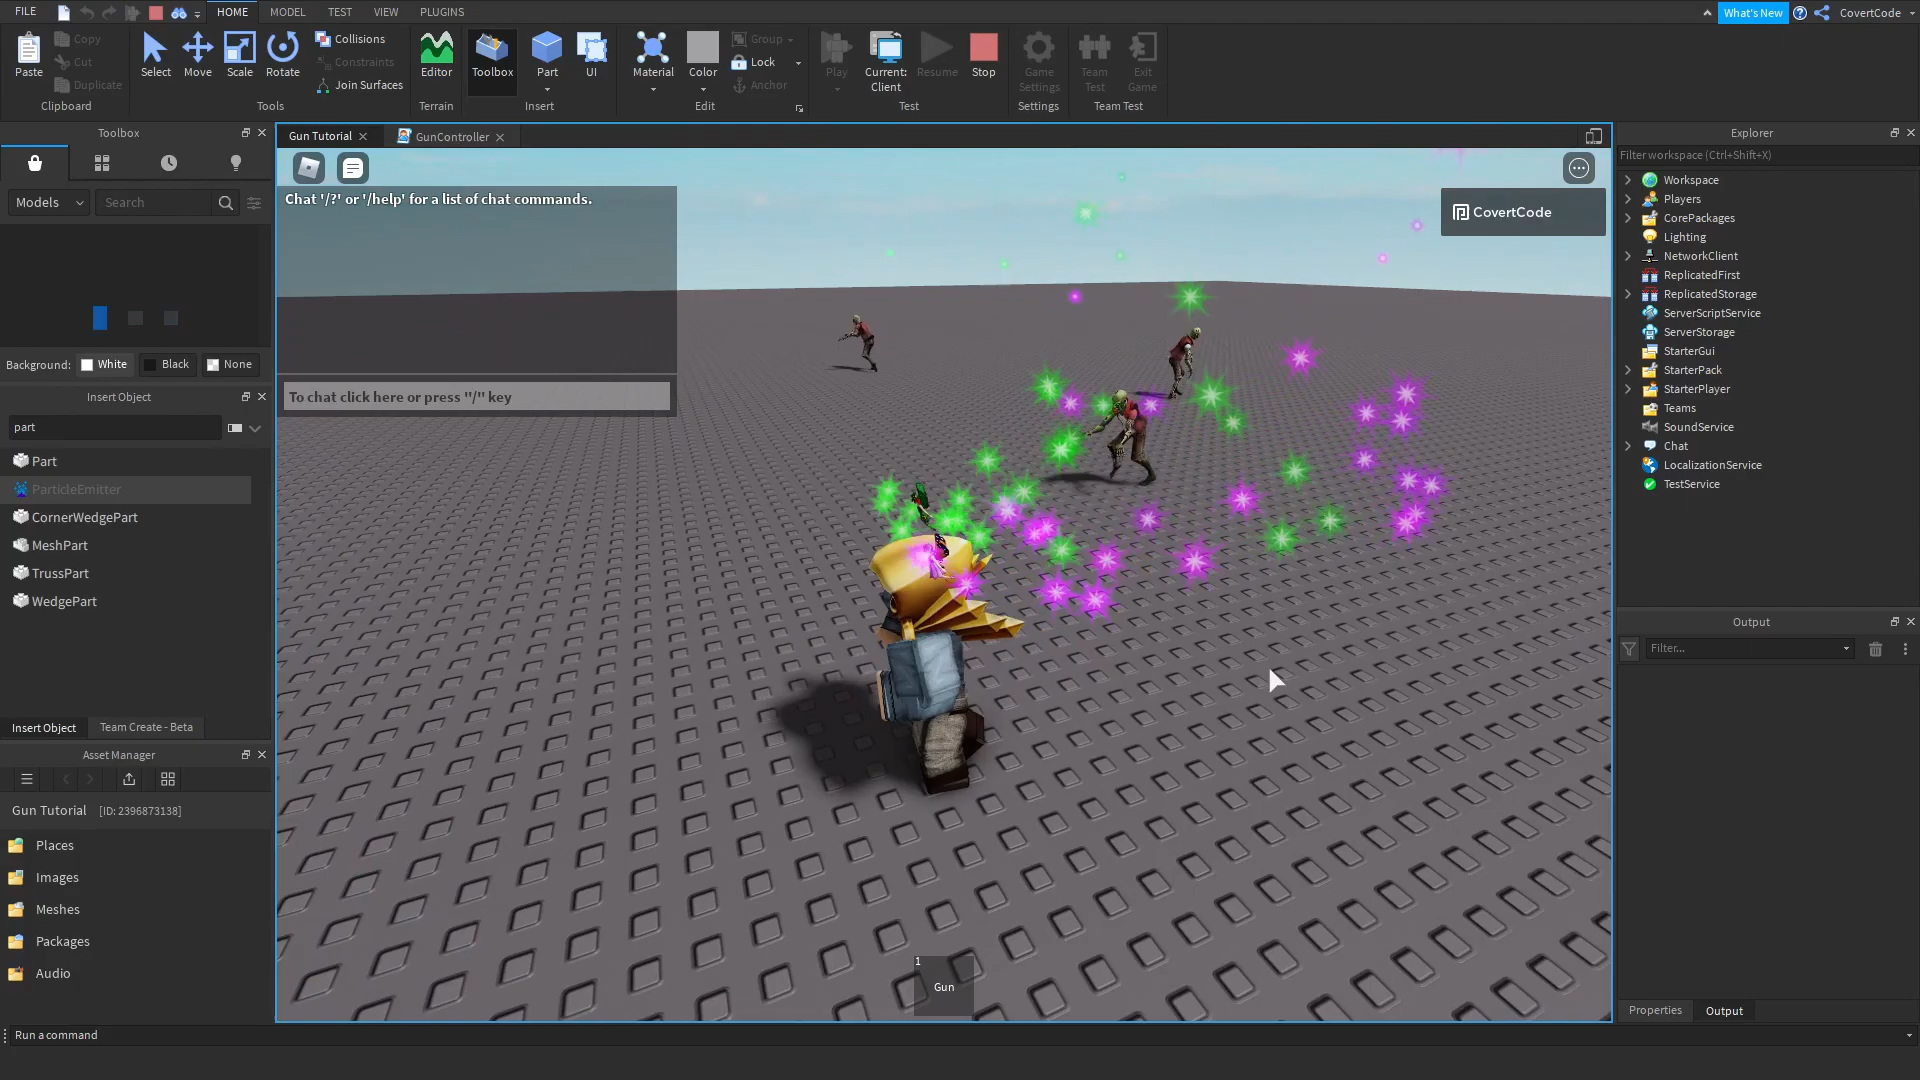 FILE
HOME
MODEL
TEST
VIEW
PLUGINS
What's New
CovertCode
Paste
Copy
Cut
Duplicate
Clipboard
Select
Move
Scale
Rotate
Collisions
Constraints
Join Surfaces
Tools
Editor
Terrain
Toolbox
Part
UI
Insert
Material
Color
Group
Lock
Anchor
Edit
Play
Current:
Client
Resume
Stop
Test
Game
Settings
Settings
Team
Test
Exit
Game
Team Test
Toolbox
Models
Search
Background:
White
Black
None
Insert Object
part
Part
ParticleEmitter
CornerWedgePart
MeshPart
TrussPart
WedgePart
Insert Object
Team Create - Beta
Asset Manager
Gun Tutorial [ID: 2396873138]
Places
Images
Meshes
Packages
Audio
Gun Tutorial
GunController
Chat '/?' or '/help' for a list of chat commands.
To chat click here or press "/" key
CovertCode
1
Gun
Explorer
Filter workspace (Ctrl+Shift+X)
Workspace
Players
CorePackages
Lighting
NetworkClient
ReplicatedFirst
ReplicatedStorage
ServerScriptService
ServerStorage
StarterGui
StarterPack
StarterPlayer
Teams
SoundService
Chat
LocalizationService
TestService
Output
Filter...
Properties
Output
Run a command